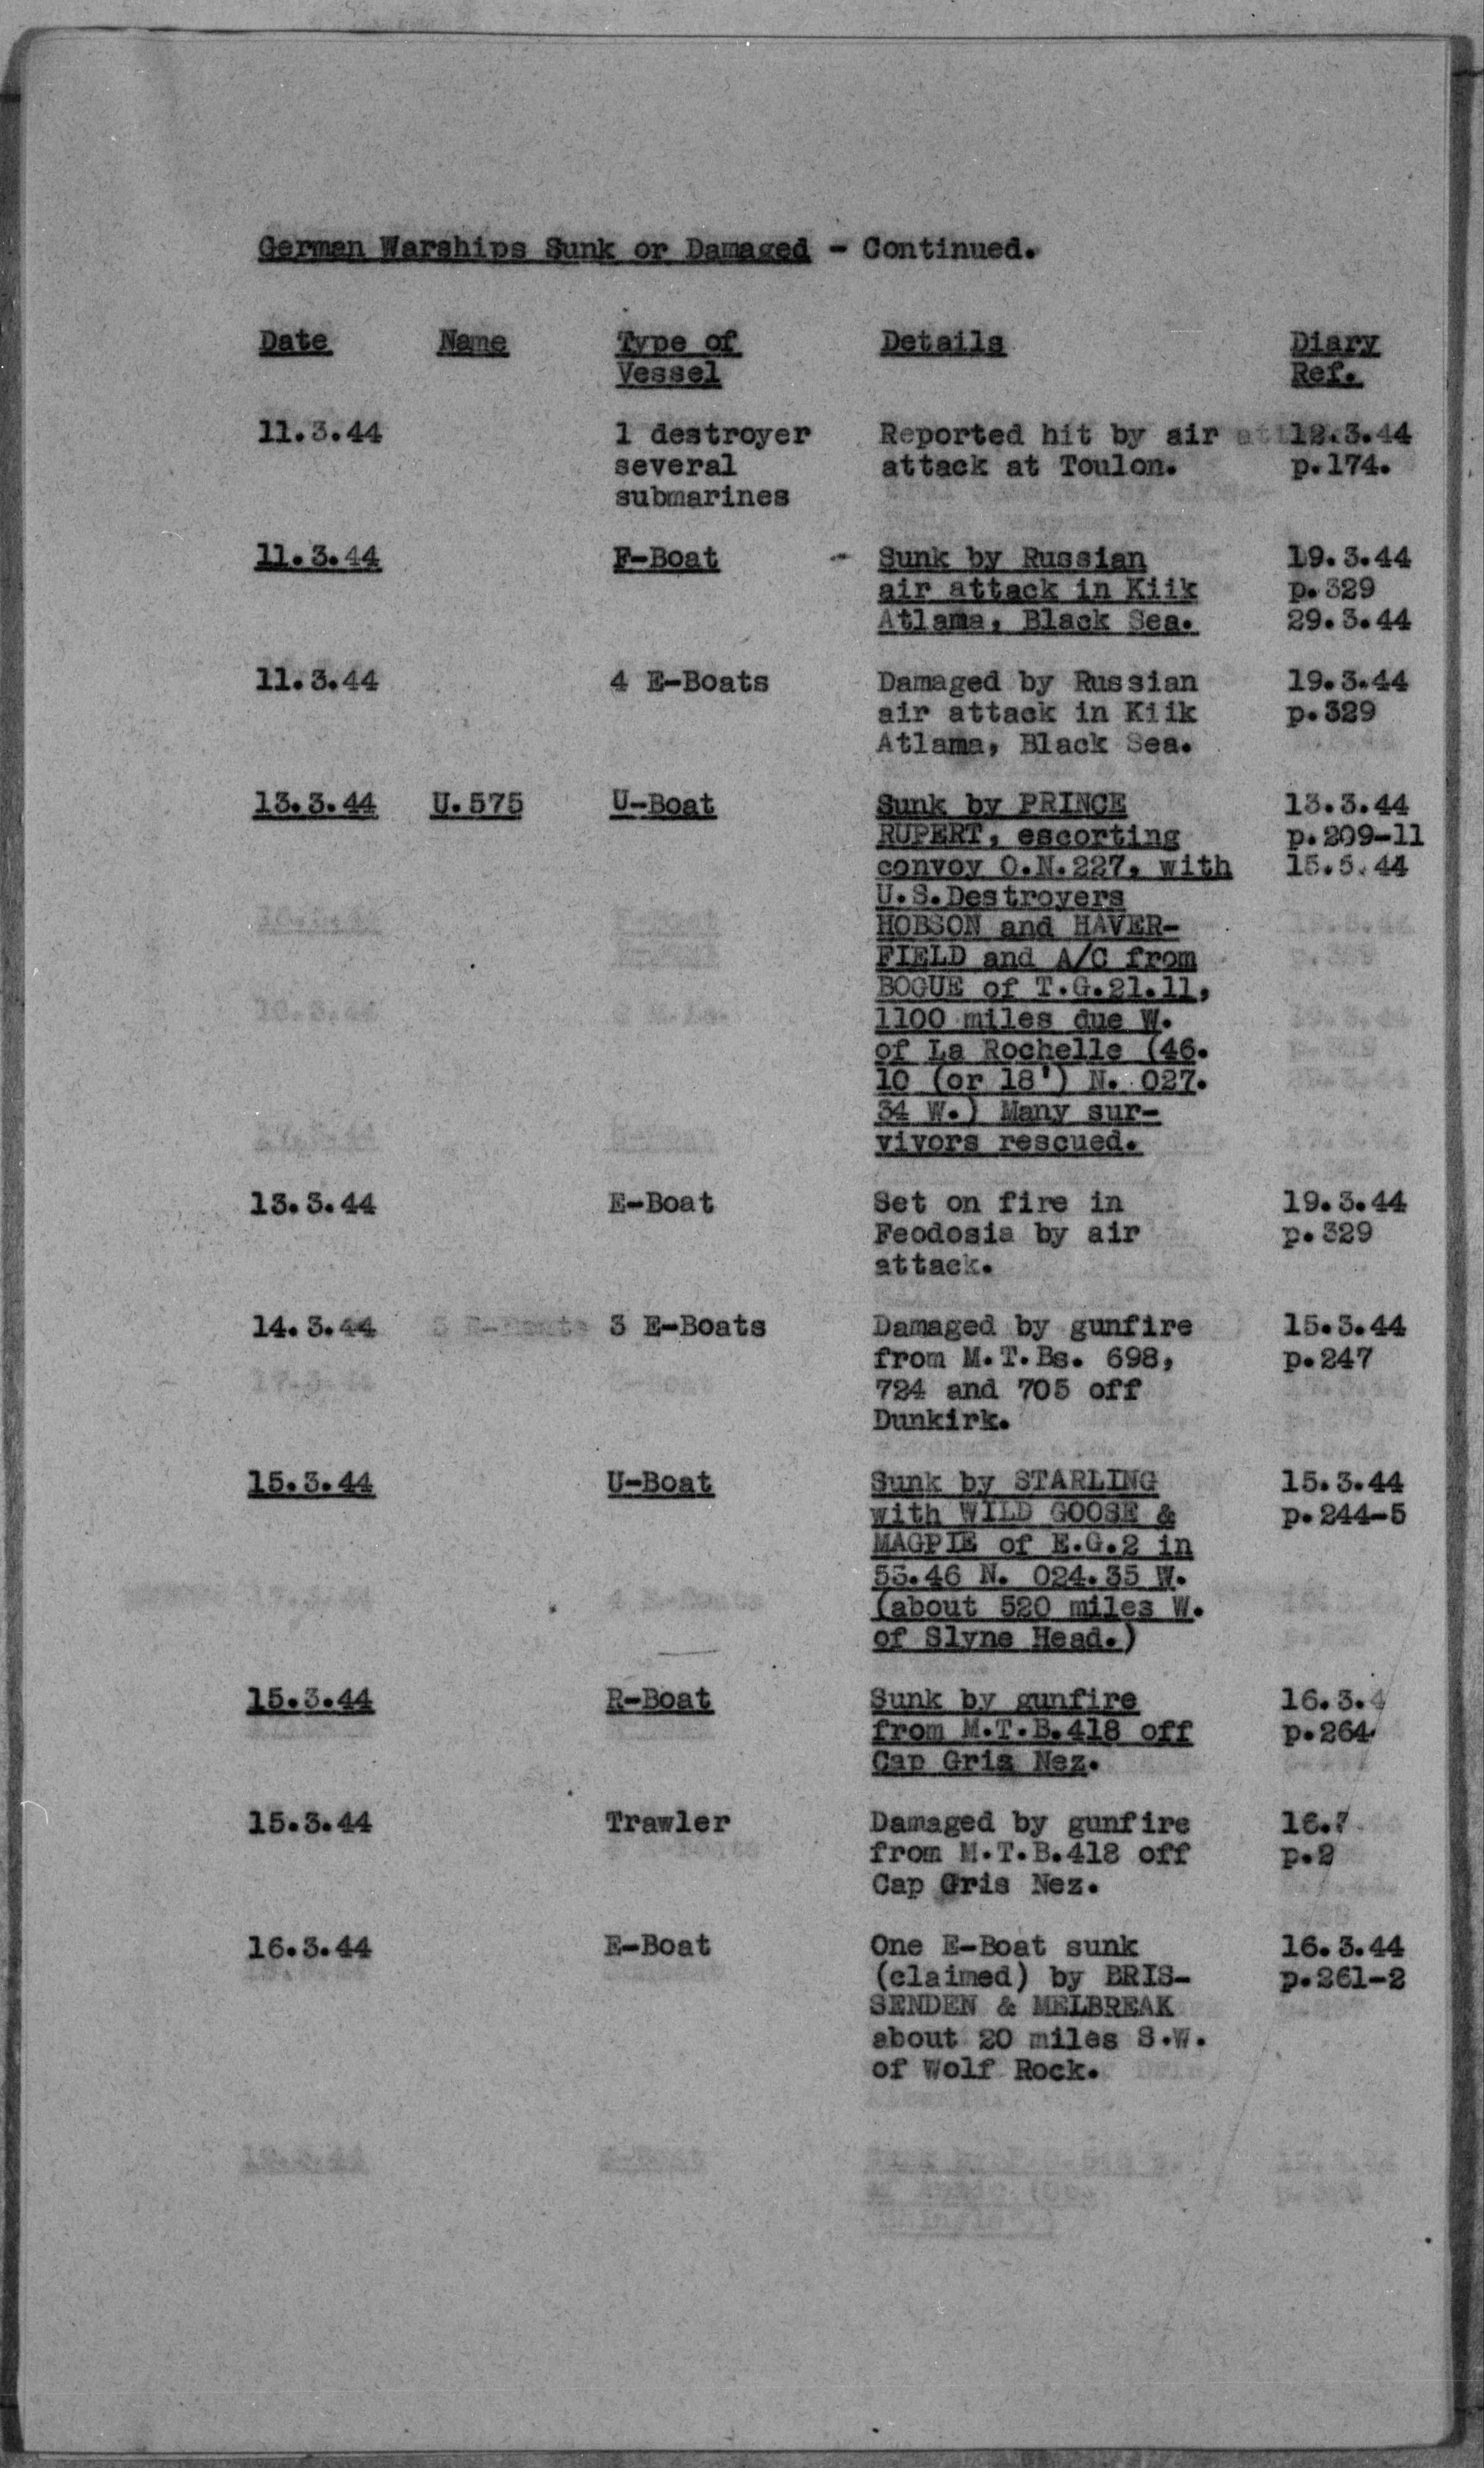 German Warships Sunk or Damaged - Continued.
Date Name Type of Details Diary
Vessel Ref.
11.3.44 1 destroyer Reported hit by air 12.3.44
several attack at Toulon. p.174.
submarines
11.3.44 F-Boat - Sunk by Russian 19.3.44
air attack in Kiik p.329
Atlama, Black Sea. 29.3.44
11.3.44 4 E-Boats Damaged by Russian 19.3.44
air attack in Kiik p.329
Atlama, Black Sea.
13.3.44 U.575 U-Boat Sunk by PRINCE 13.3.44
RUPERT, escorting p.209-11
convoy O.N.227, with 15.5.44
U.S.Destroyers
HOBSON and HAVER-
FIELD and A/C from
BOGUE of T.G.21.11,
1100 miles due W.
of La Rochelle (46.
10 (or 18') N. 027.
34 W.) Many sur-
vivors rescued.
13.3.44 E-Boat Set on fire in 19.3.44
Feodosia by air p.329
attack.
14.3.44 3 E-Boats Damaged by gunfire 15.3.44
from M.T.Bs. 698, p.247
724 and 705 off
Dunkirk.
15.3.44 U-Boat Sunk by STARLING 15.3.44
with WILD GOOSE & p.244-5
MAGPIE of E.G.2 in
53.46 N. 024.35 W.
(about 520 miles W.
of Slyne Head.)
15.3.44 R-Boat Sunk by gunfire 16.3.4
from M.T.B.418 off p.264
Cap Gris Nez.
15.3.44 Trawler Damaged by gunfire 16.
from M.T.B.418 off p.2
Cap Gris Nez.
16.3.44 E-Boat One E-Boat sunk 16.3.44
(claimed) by BRIS- p.261-2
SENDEN & MELBREAK
about 20 miles S.W.
of Wolf Rock.